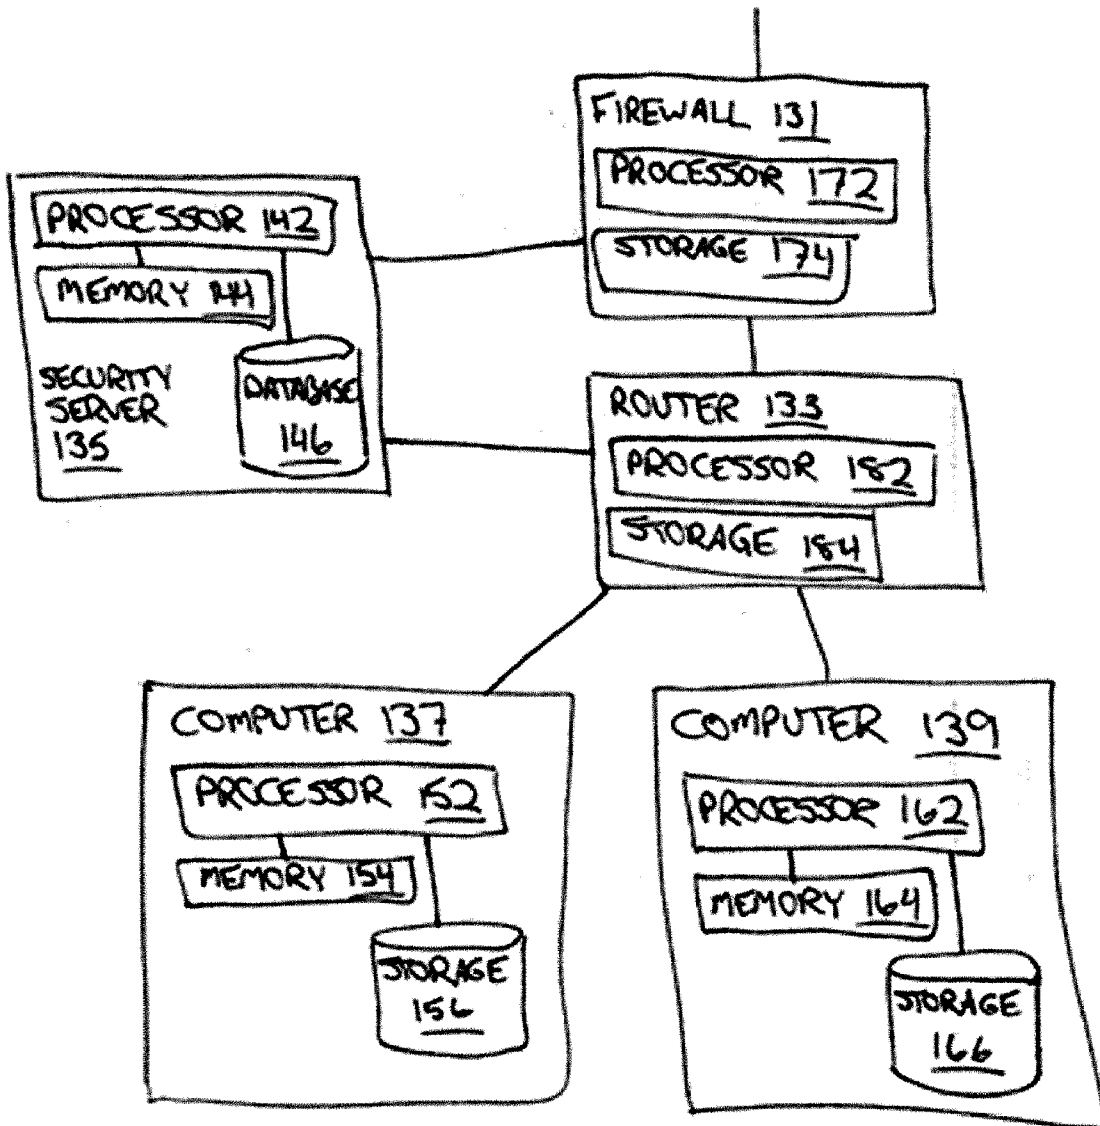 FIREWALL 131
PROCESSOR 172
STORAGE 174
PROCESSOR 142
MEMORY 144
SECURITY
SERVER
135
DATABASE
146
ROUTER 133
PROCESSOR 182
STORAGE 184
COMPUTER 137
PROCESSOR 152
MEMORY 154
STORAGE
156
COMPUTER 139
PROCESSOR 162
MEMORY 164
STORAGE
166